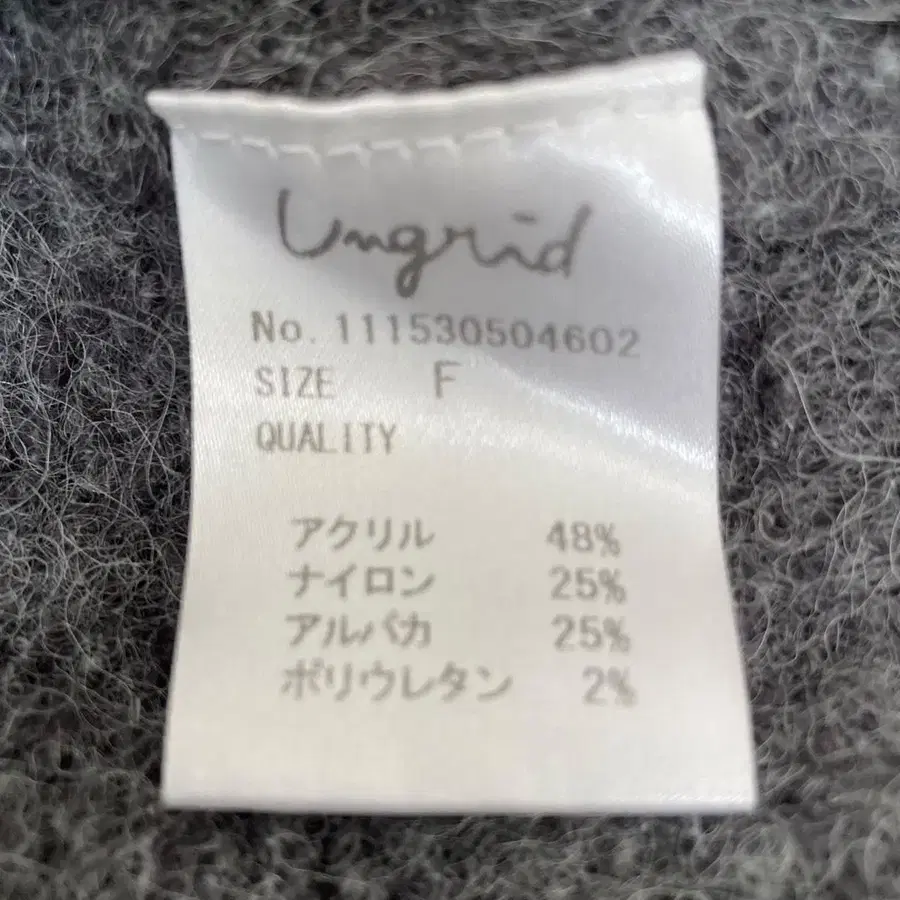 Ungrid
No. 111530504602
SIZE F
QUALITY
アクリル 48%
ナイロン 25%
アルパカ 25%
ポリウレタン 2%